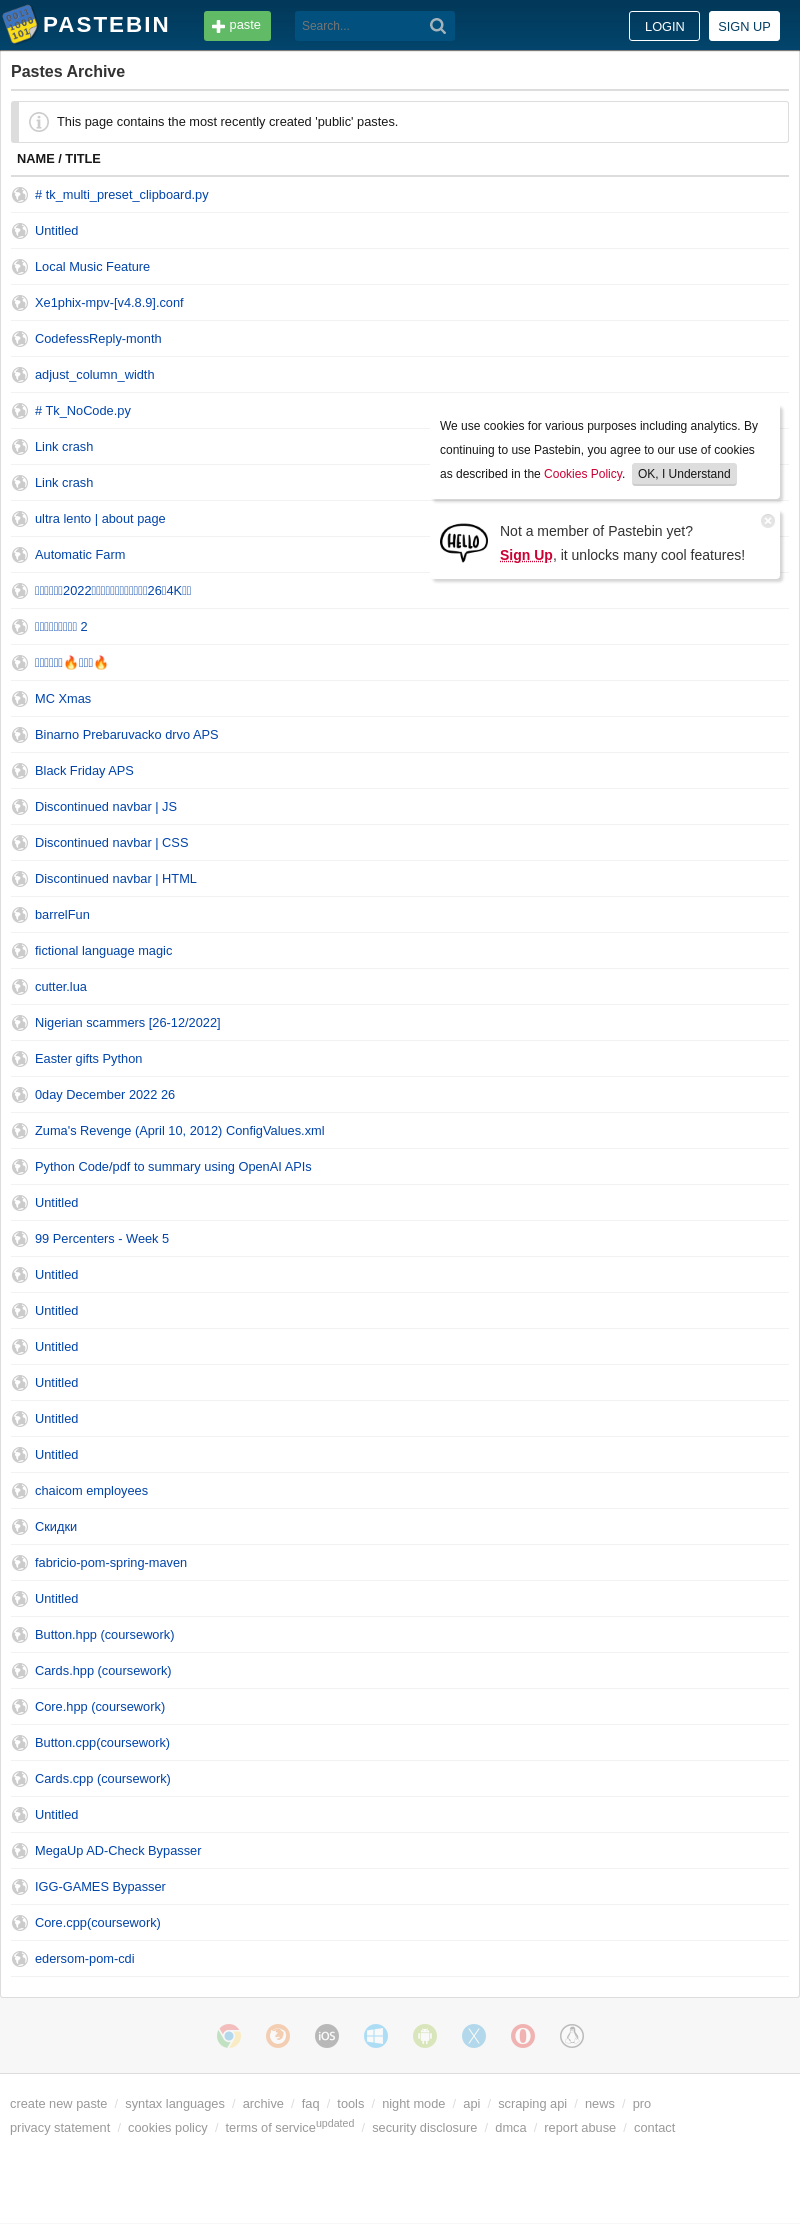 PASTEBIN paste Search... LOGIN SIGN UP
Pastes Archive
This page contains the most recently created 'public' pastes.
NAME / TITLE
# tk_multi_preset_clipboard.py
Untitled
Local Music Feature
Xe1phix-mpv-[v4.8.9].conf
CodefessReply-month
adjust_column_width
# Tk_NoCode.py
Link crash
Link crash
ultra lento | about page
Automatic Farm
2022 26 4K
2
🔥 🔥
MC Xmas
Binarno Prebaruvacko drvo APS
Black Friday APS
Discontinued navbar | JS
Discontinued navbar | CSS
Discontinued navbar | HTML
barrelFun
fictional language magic
cutter.lua
Nigerian scammers [26-12/2022]
Easter gifts Python
0day December 2022 26
Zuma's Revenge (April 10, 2012) ConfigValues.xml
Python Code/pdf to summary using OpenAI APIs
Untitled
99 Percenters - Week 5
Untitled
Untitled
Untitled
Untitled
Untitled
Untitled
chaicom employees
Скидки
fabricio-pom-spring-maven
Untitled
Button.hpp (coursework)
Cards.hpp (coursework)
Core.hpp (coursework)
Button.cpp(coursework)
Cards.cpp (coursework)
Untitled
MegaUp AD-Check Bypasser
IGG-GAMES Bypasser
Core.cpp(coursework)
edersom-pom-cdi
We use cookies for various purposes including analytics. By
continuing to use Pastebin, you agree to our use of cookies
as described in the Cookies Policy. OK, I Understand
HELLO
Not a member of Pastebin yet?
Sign Up, it unlocks many cool features!
iOS
create new paste / syntax languages / archive / faq / tools / night mode / api / scraping api / news / pro
privacy statement / cookies policy / terms of service updated / security disclosure / dmca / report abuse / contact